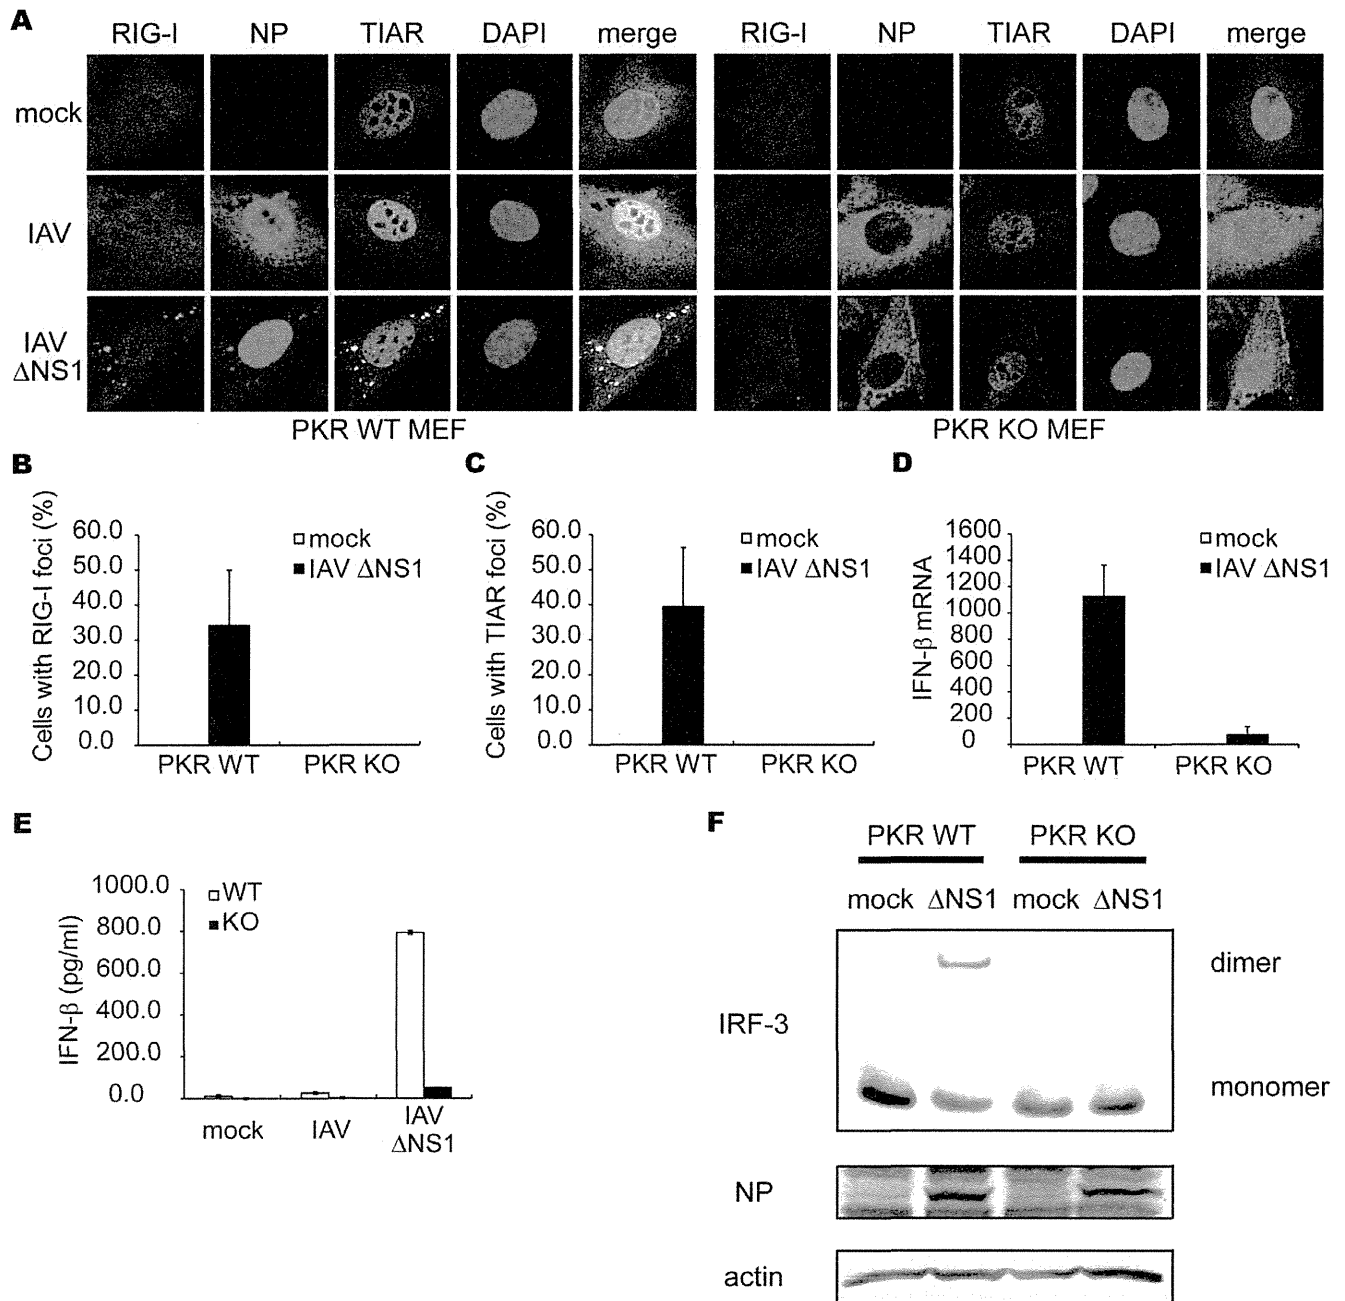 A
RIG-I NP TIAR DAPI merge RIG-I NP TIAR DAPI merge
mock
IAV
IAV
ΔNS1
PKR WT MEF PKR KO MEF
B
Cells with RIG-I foci (%)
60.0
50.0
40.0
30.0
20.0
10.0
0.0
mock
IAV ΔNS1
PKR WT PKR KO
C
Cells with TIAR foci (%)
60.0
50.0
40.0
30.0
20.0
10.0
0.0
mock
IAV ΔNS1
PKR WT PKR KO
D
IFN-β mRNA
1600
1400
1200
1000
800
600
400
200
0
mock
IAV ΔNS1
PKR WT PKR KO
E
IFN-β (pg/ml)
1000.0
800.0
600.0
400.0
200.0
0.0
WT
KO
mock IAV IAV
ΔNS1
F
PKR WT PKR KO
mock ΔNS1 mock ΔNS1
IRF-3
dimer
monomer
NP
actin